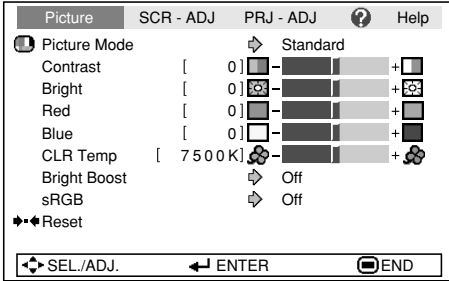 Picture SCR - ADJ PRJ - ADJ ? Help
Picture Mode Standard
Contrast [ 0 ] - +
Bright [ 0 ] - +
Red [ 0 ] - +
Blue [ 0 ] - +
CLR Temp [ 7500K ] - +
Bright Boost Off
sRGB Off
Reset
SEL./ADJ. ENTER END